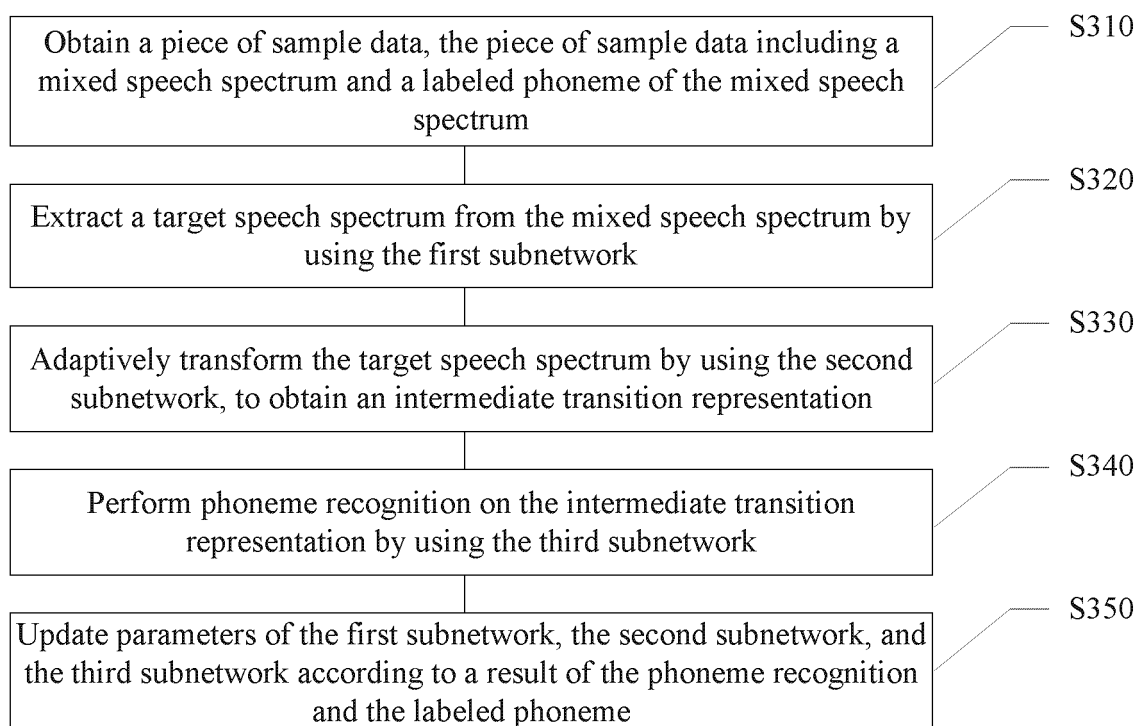 Obtain a piece of sample data, the piece of sample data including a
mixed speech spectrum and a labeled phoneme of the mixed speech
spectrum
S310
Extract a target speech spectrum from the mixed speech spectrum by
using the first subnetwork
S320
Adaptively transform the target speech spectrum by using the second
subnetwork, to obtain an intermediate transition representation
S330
Perform phoneme recognition on the intermediate transition
representation by using the third subnetwork
S340
Update parameters of the first subnetwork, the second subnetwork, and
the third subnetwork according to a result of the phoneme recognition
and the labeled phoneme
S350